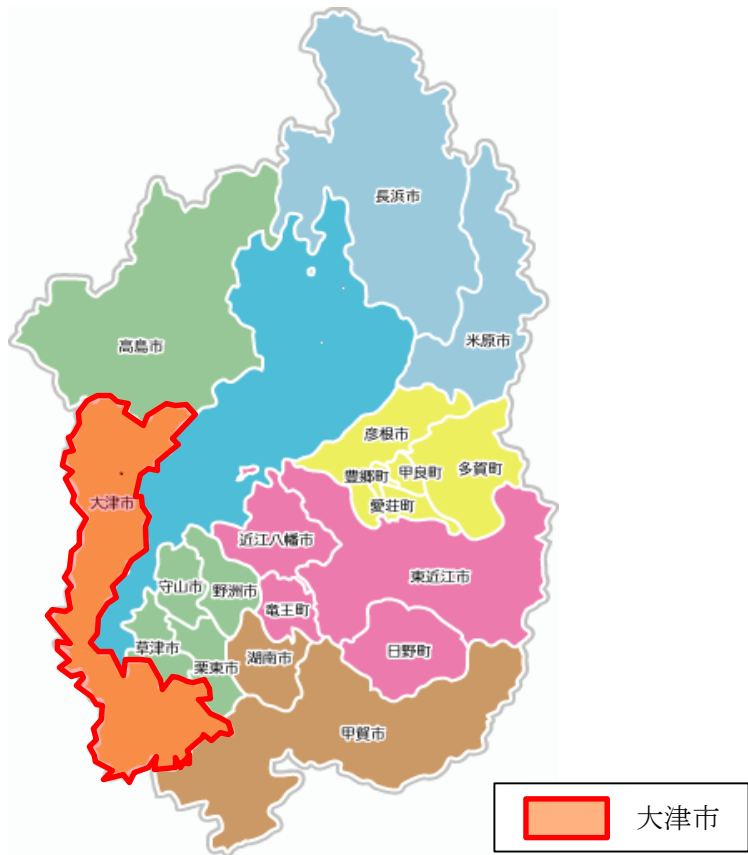 長浜市
米原市
高島市
彦根市
豊郷町
甲良町
多賀町
愛荘町
大津市
近江八幡市
東近江市
守山市
野洲市
竜王町
草津市
栗東市
湖南市
日野町
甲賀市
大津市